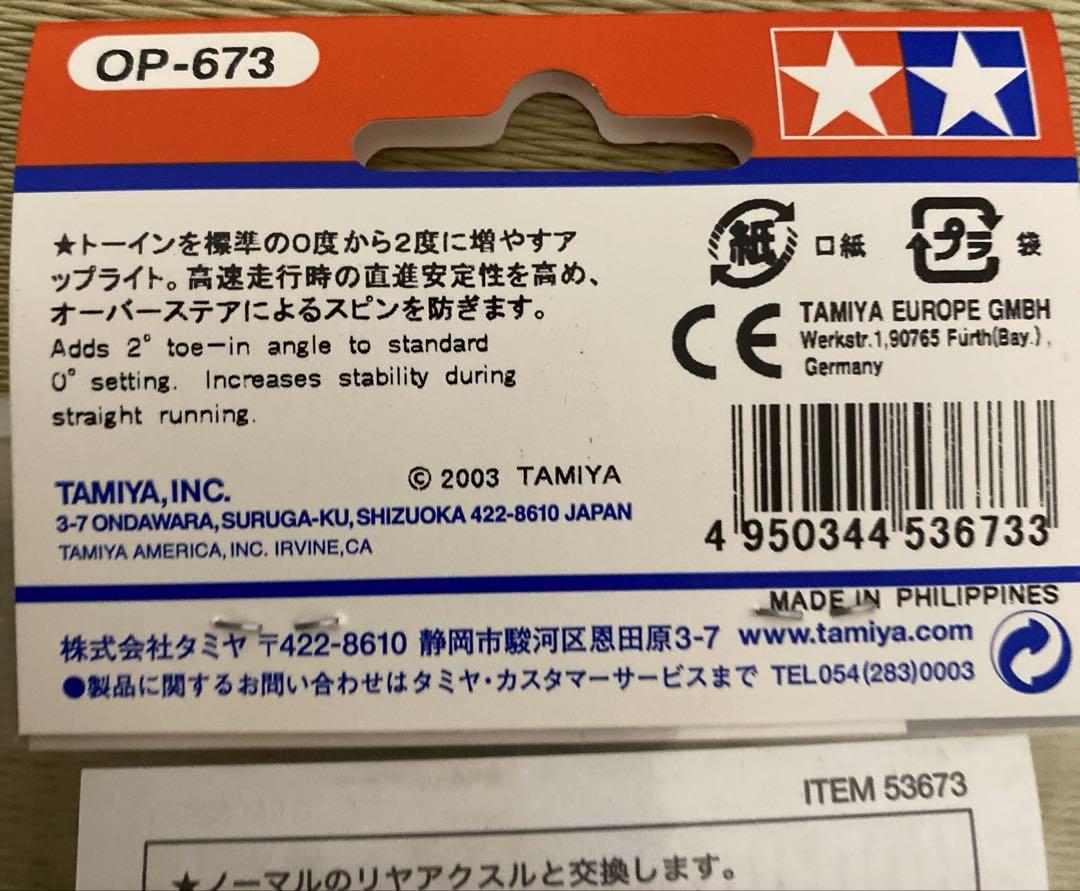 OP-673
★トーインを標準の0度から2度に増やすア
ップライト。高速走行時の直進安定性を高め、
オーバーステアによるスピンを防ぎます。
Adds 2° toe-in angle to standard
0° setting. Increases stability during
straight running.
© 2003 TAMIYA
TAMIYA, INC.
3-7 ONDAWARA, SURUGA-KU, SHIZUOKA 422-8610 JAPAN
TAMIYA AMERICA, INC. IRVINE, CA
紙 口紙
プラ 袋
CE
TAMIYA EUROPE GMBH
Werkstr.1, 90765 Fürth(Bay.),
Germany
4 950344 536733
MADE IN PHILIPPINES
株式会社タミヤ 〒422-8610 静岡市駿河区恩田原3-7 www.tamiya.com
●製品に関するお問い合わせはタミヤ・カスタマーサービスまで TEL054(283)0003
ITEM 53673
★ノーマルのリヤアクスルと交換します。